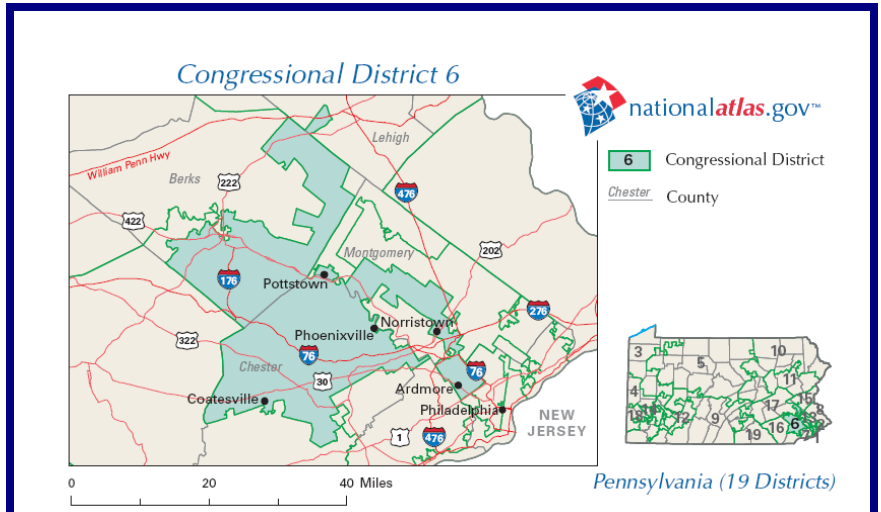 Congressional District 6
nationalatlas.gov™
6 Congressional District
Chester County
Lehigh
William Penn Hwy
Berks
222
476
422
202
Montgomery
176
Pottstown
276
Norristown
Phoenixville
322
76
76
Chester
30
Ardmore
Coatesville
Philadelphia
NEW
JERSEY
1
476
0 20 40 Miles
3
10
5
4
11
17
12
9
6
16
19
Pennsylvania (19 Districts)